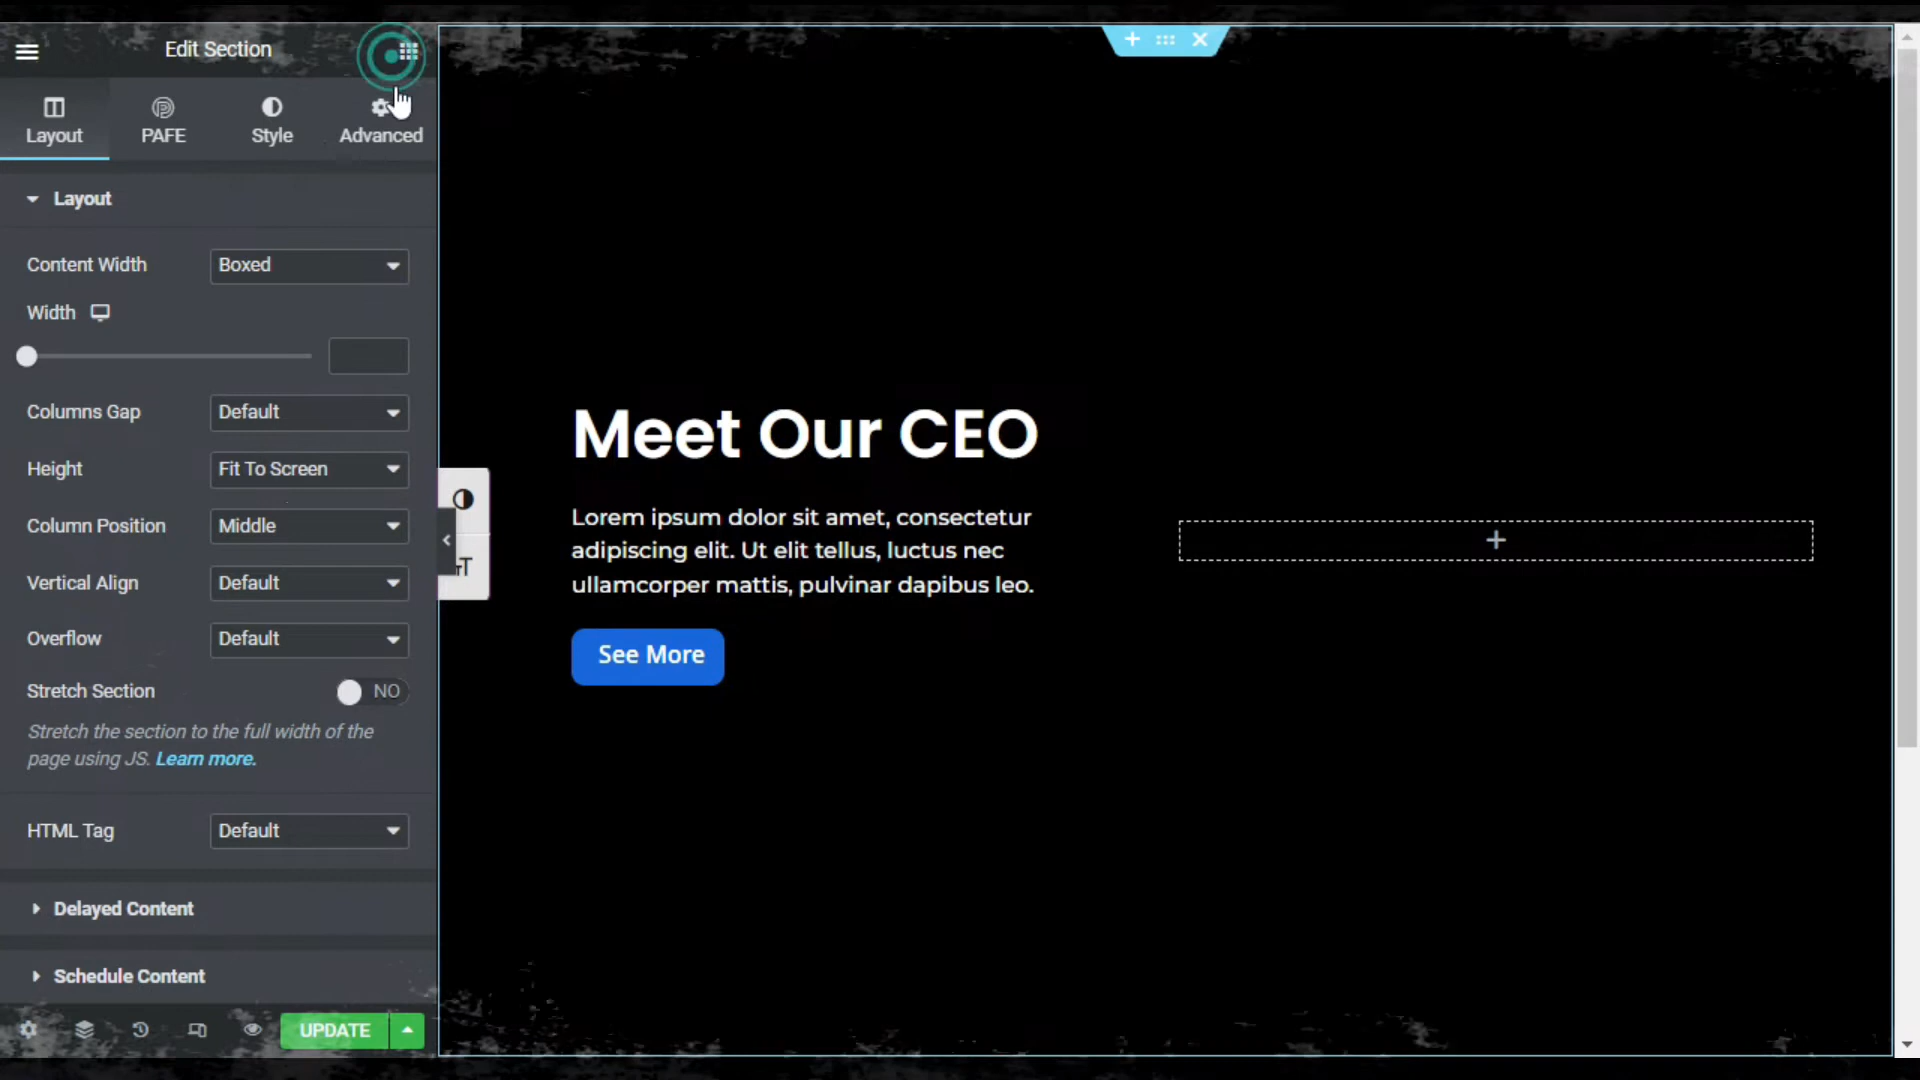 Edit Section
Layout
PAFE
Style
Advanced
Layout
Content Width
Boxed
Width
Columns Gap
Default
Height
Fit To Screen
Column Position
Middle
Vertical Align
Default
Overflow
Default
Stretch Section
NO
Stretch the section to the full width of the
page using JS. Learn more.
HTML Tag
Default
Delayed Content
Schedule Content
UPDATE
Meet Our CEO
Lorem ipsum dolor sit amet, consectetur
adipiscing elit. Ut elit tellus, luctus nec
ullamcorper mattis, pulvinar dapibus leo.
See More